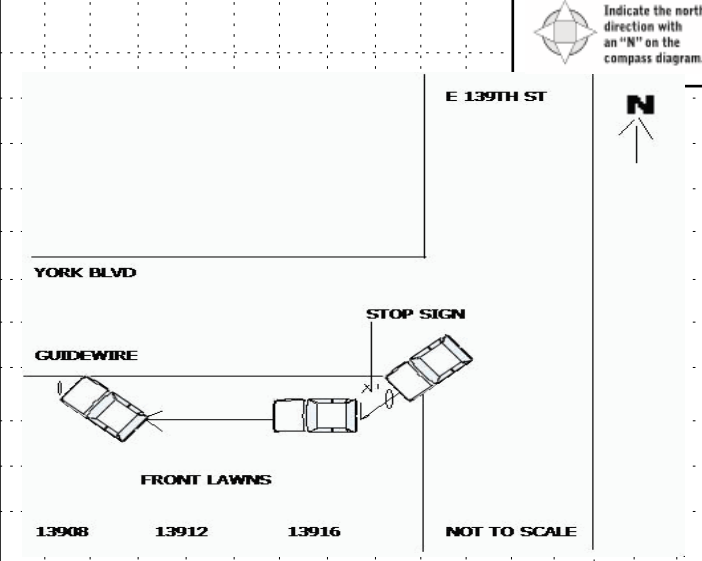 Indicate the north
direction with
an "N" on the
compass diagram.
E 139TH ST
N
YORK BLVD
STOP SIGN
GUIDEWIRE
FRONT LAWNS
13908 13912 13916 NOT TO SCALE